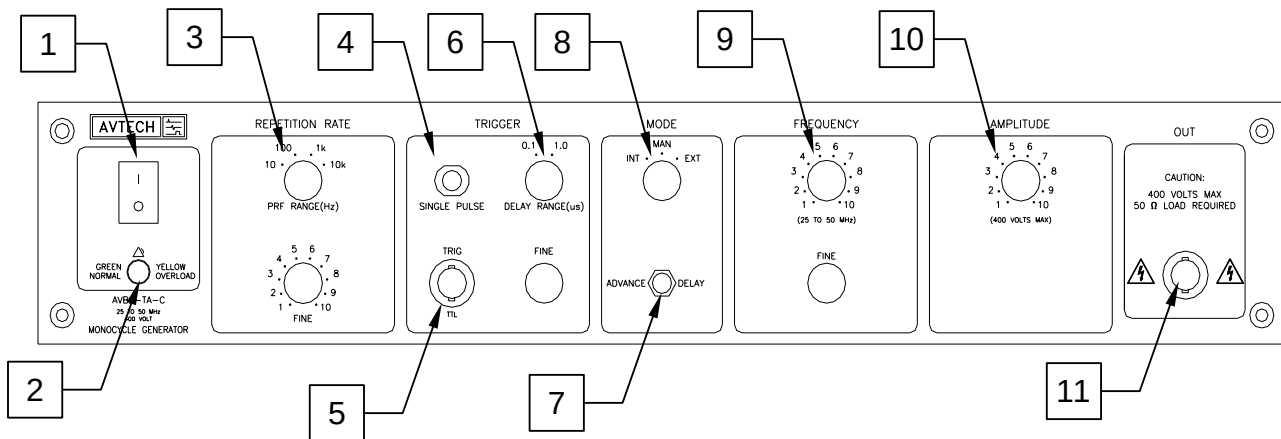 1
3
4
6
8
9
10
AVTECH
I
O
GREEN
NORMAL
YELLOW
OVERLOAD
25 TO 50 MHz
MONOCYCLE GENERATOR
REPETITION RATE
10
100
1k
10k
PRF RANGE(Hz)
1
2
3
4
5
6
7
8
9
10
FINE
TRIGGER
SINGLE PULSE
0.1
1.0
DELAY RANGE(us)
TRIG
TTL
FINE
MODE
INT
MAN
EXT
ADVANCE
DELAY
FREQUENCY
1
2
3
4
5
6
7
8
9
10
(25 TO 50 MHz)
FINE
AMPLITUDE
1
2
3
4
5
6
7
8
9
10
(400 VOLTS MAX)
OUT
CAUTION:
400 VOLTS MAX
50 Ω LOAD REQUIRED
2
5
7
11